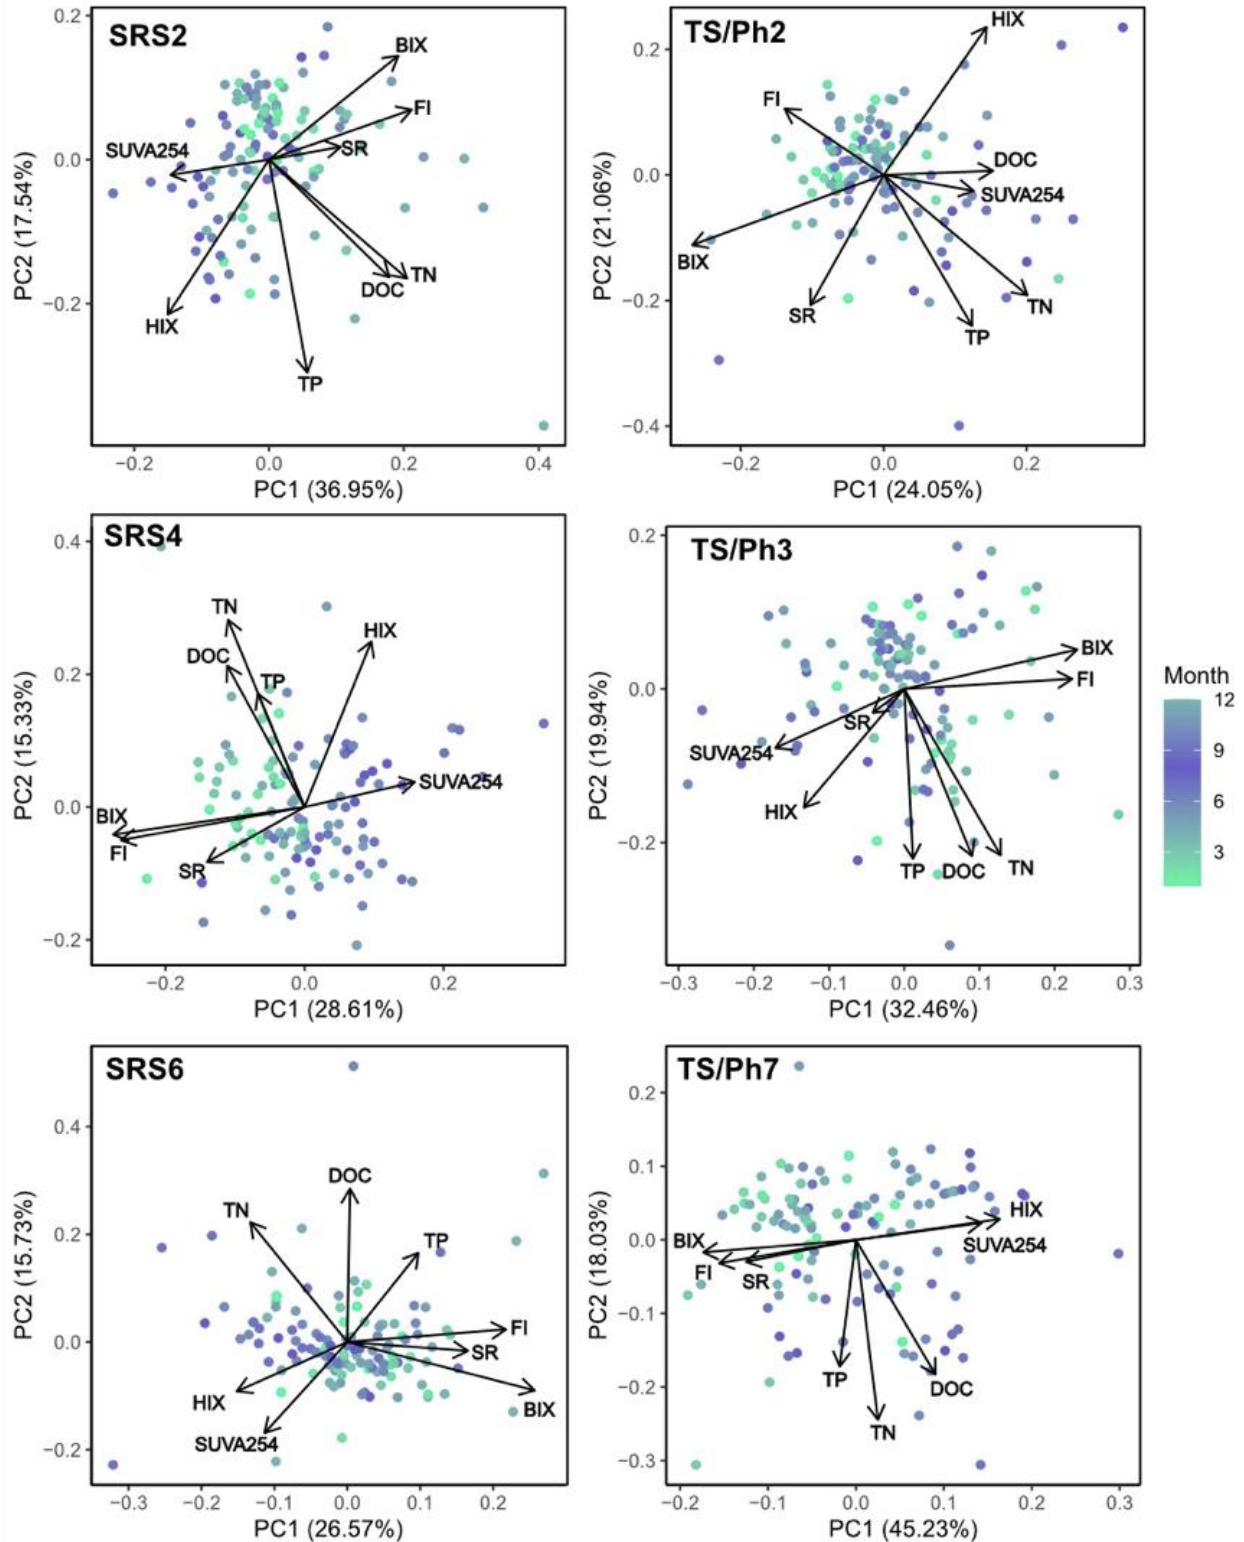 SRS2
0.2
0.0
−0.2
PC2 (17.54%)
BIX
FI
SR
SUVA254
TN
DOC
HIX
TP
−0.2
0.0
0.2
0.4
PC1 (36.95%)
TS/Ph2
0.2
0.0
−0.2
−0.4
PC2 (21.06%)
HIX
FI
DOC
SUVA254
BIX
SR
TN
TP
−0.2
0.0
0.2
PC1 (24.05%)
SRS4
0.4
0.2
0.0
−0.2
PC2 (15.33%)
TN
HIX
DOC
TP
SUVA254
BIX
FI
SR
−0.2
0.0
0.2
PC1 (28.61%)
TS/Ph3
0.2
0.0
−0.2
PC2 (19.94%)
BIX
FI
SR
SUVA254
HIX
TP
DOC
TN
−0.3
−0.2
−0.1
0.0
0.1
0.2
0.3
PC1 (32.46%)
Month
12
9
6
3
SRS6
0.4
0.2
0.0
−0.2
PC2 (15.73%)
DOC
TN
TP
FI
SR
HIX
BIX
SUVA254
−0.3
−0.2
−0.1
0.0
0.1
0.2
PC1 (26.57%)
TS/Ph7
0.2
0.1
0.0
−0.1
−0.2
−0.3
PC2 (18.03%)
HIX
BIX
SUVA254
FI
SR
TP
DOC
TN
−0.2
−0.1
0.0
0.1
0.2
0.3
PC1 (45.23%)